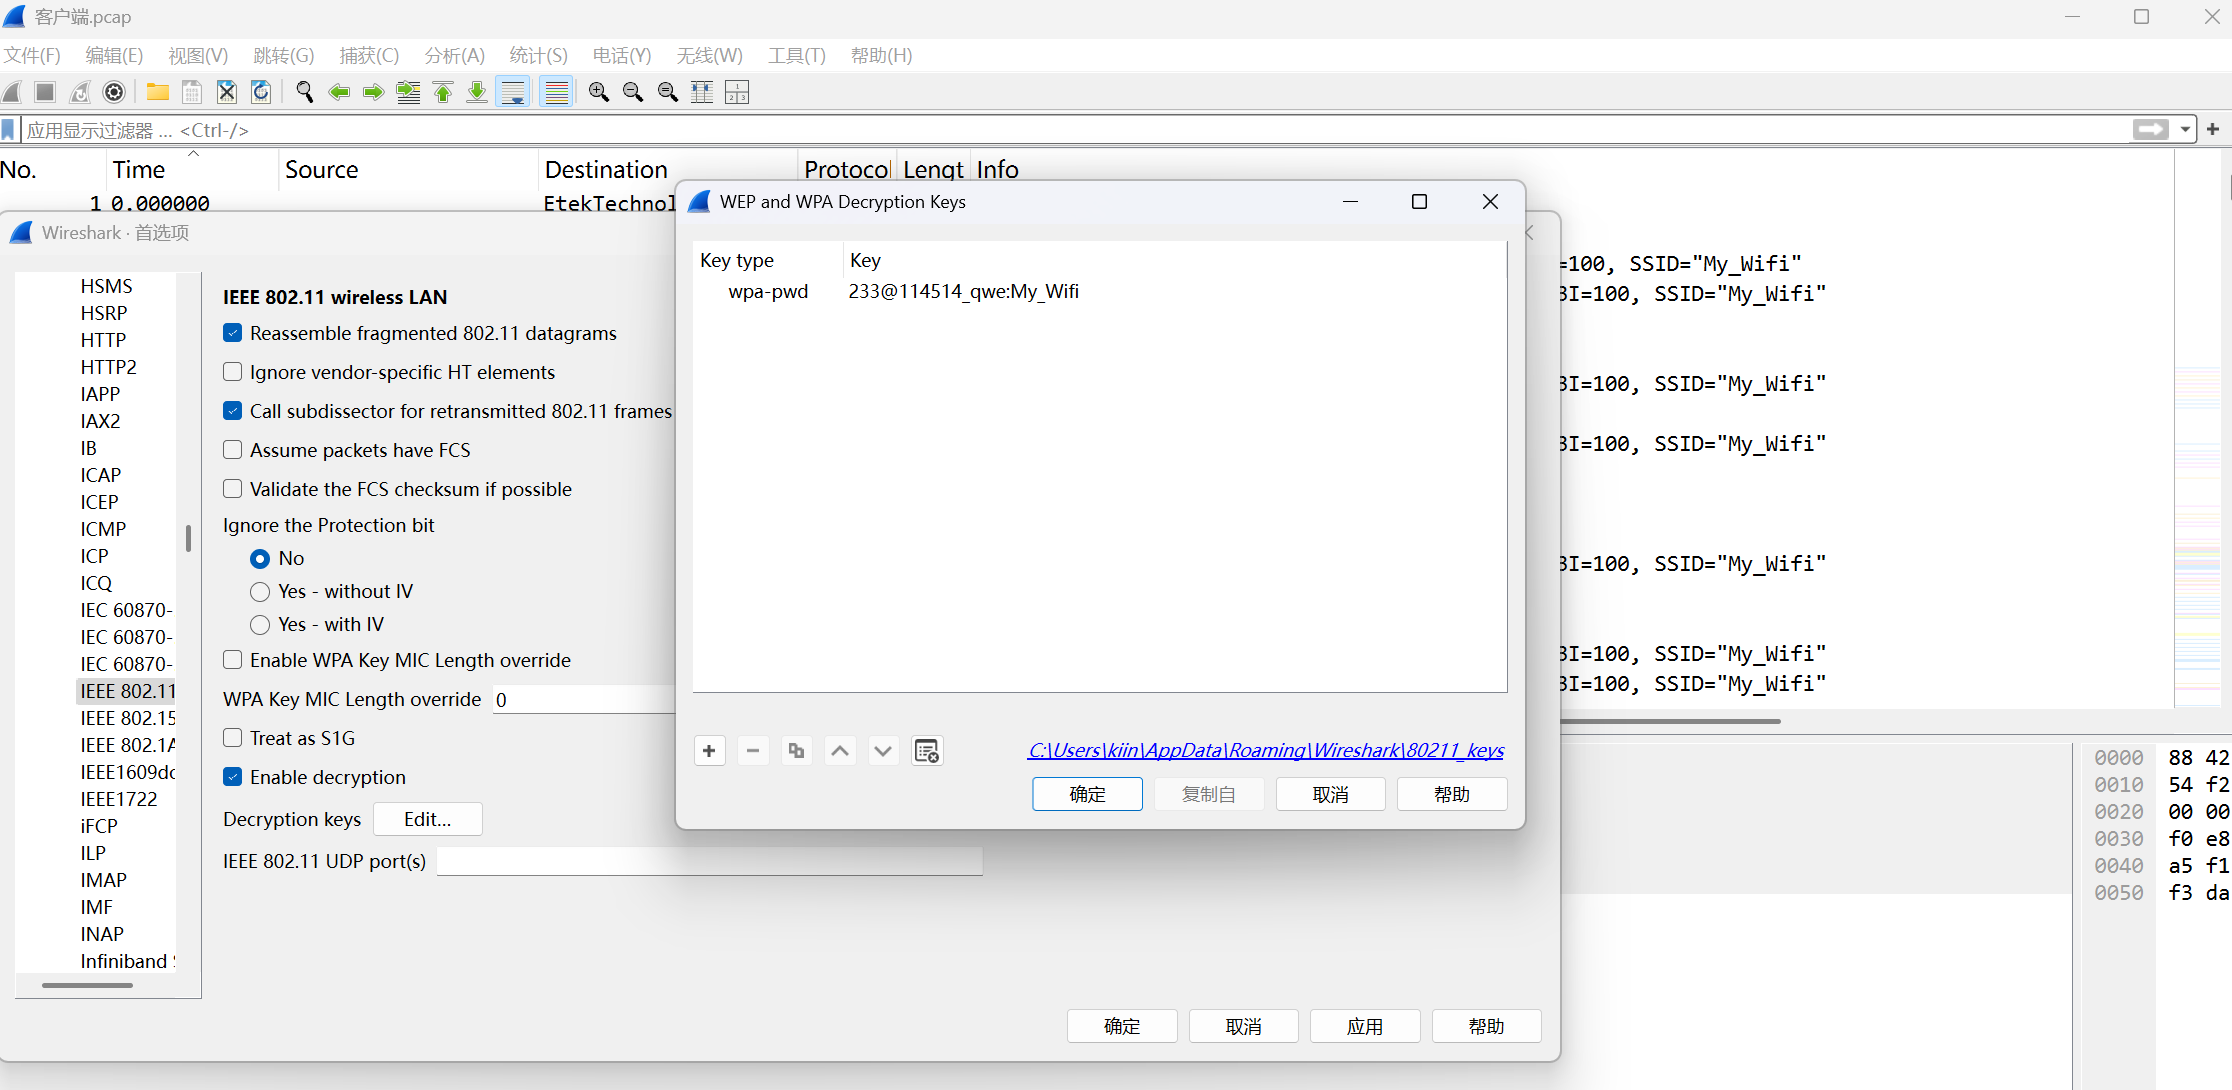 客户端.pcap
文件(F) 编辑(E) 视图(V) 跳转(G) 捕获(C) 分析(A) 统计(S) 电话(Y) 无线(W) 工具(T) 帮助(H)
应用显示过滤器 … <Ctrl-/>
No. Time Source Destination Protocol Lengt Info
1 0.000000 EtekTechnol
Wireshark · 首选项
HSMS
HSRP
HTTP
HTTP2
IAPP
IAX2
IB
ICAP
ICEP
ICMP
ICP
ICQ
IEC 60870-
IEC 60870-
IEC 60870-
IEEE 802.11
IEEE 802.15
IEEE 802.1A
IEEE1609dc
IEEE1722
iFCP
ILP
IMAP
IMF
INAP
Infiniband
IEEE 802.11 wireless LAN
Reassemble fragmented 802.11 datagrams
Ignore vendor-specific HT elements
Call subdissector for retransmitted 802.11 frames
Assume packets have FCS
Validate the FCS checksum if possible
Ignore the Protection bit
No
Yes - without IV
Yes - with IV
Enable WPA Key MIC Length override
WPA Key MIC Length override 0
Treat as S1G
Enable decryption
Decryption keys Edit...
IEEE 802.11 UDP port(s)
确定 取消 应用 帮助
WEP and WPA Decryption Keys
Key type Key
wpa-pwd 233@114514_qwe:My_Wifi
C:\Users\kiin\AppData\Roaming\Wireshark\80211_keys
确定 复制自 取消 帮助
=100, SSID="My_Wifi"
BI=100, SSID="My_Wifi"
BI=100, SSID="My_Wifi"
BI=100, SSID="My_Wifi"
BI=100, SSID="My_Wifi"
BI=100, SSID="My_Wifi"
BI=100, SSID="My_Wifi"
0000 88 42
0010 54 f2
0020 00 00
0030 f0 e8
0040 a5 f1
0050 f3 da